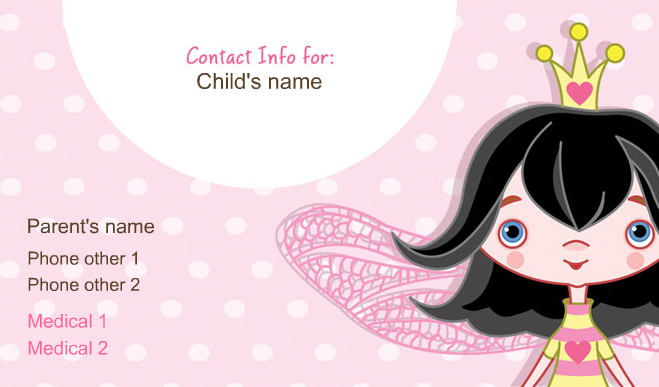 Contact Info for:
Child's name
Parent's name
Phone other 1
Phone other 2
Medical 1
Medical 2